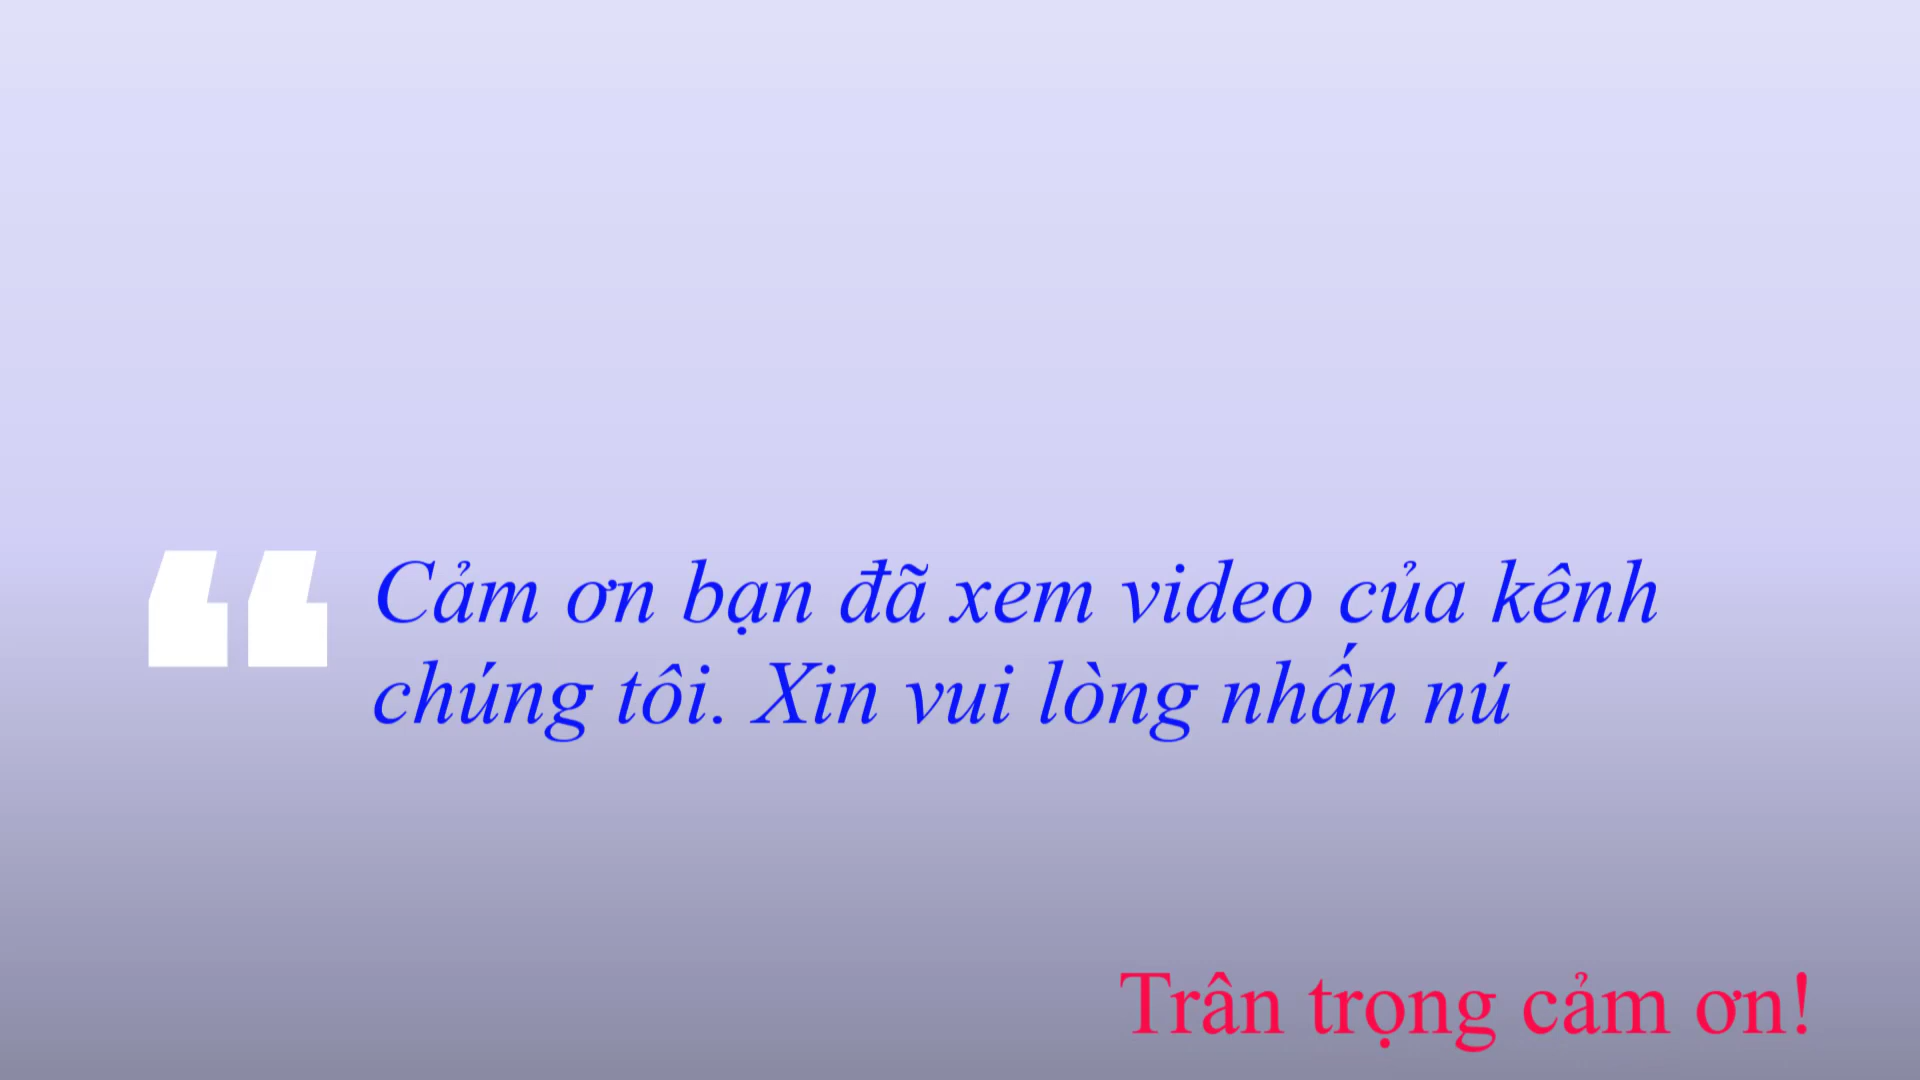 “ Cảm ơn bạn đã xem video của kênh
chúng tôi. Xin vui lòng nhấn nú
Trân trọng cảm ơn!